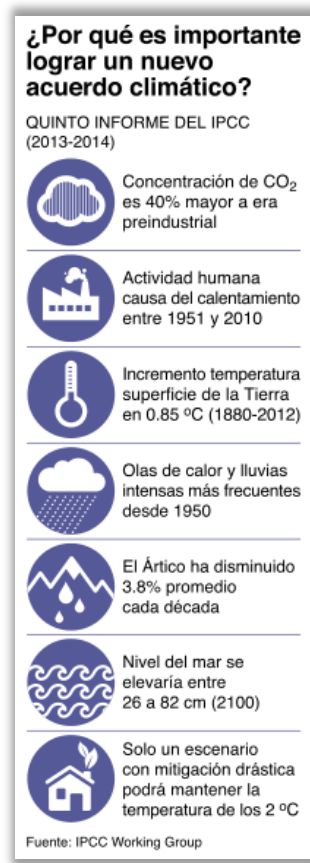 ¿Por qué es importante
lograr un nuevo
acuerdo climático?
QUINTO INFORME DEL IPCC
(2013-2014)
Concentración de CO₂
es 40% mayor a era
preindustrial
Actividad humana
causa del calentamiento
entre 1951 y 2010
Incremento temperatura
superficie de la Tierra
en 0.85 ºC (1880-2012)
Olas de calor y lluvias
intensas más frecuentes
desde 1950
El Ártico ha disminuido
3.8% promedio
cada década
Nivel del mar se
elevaría entre
26 a 82 cm (2100)
Solo un escenario
con mitigación drástica
podrá mantener la
temperatura de los 2 ºC
Fuente: IPCC Working Group